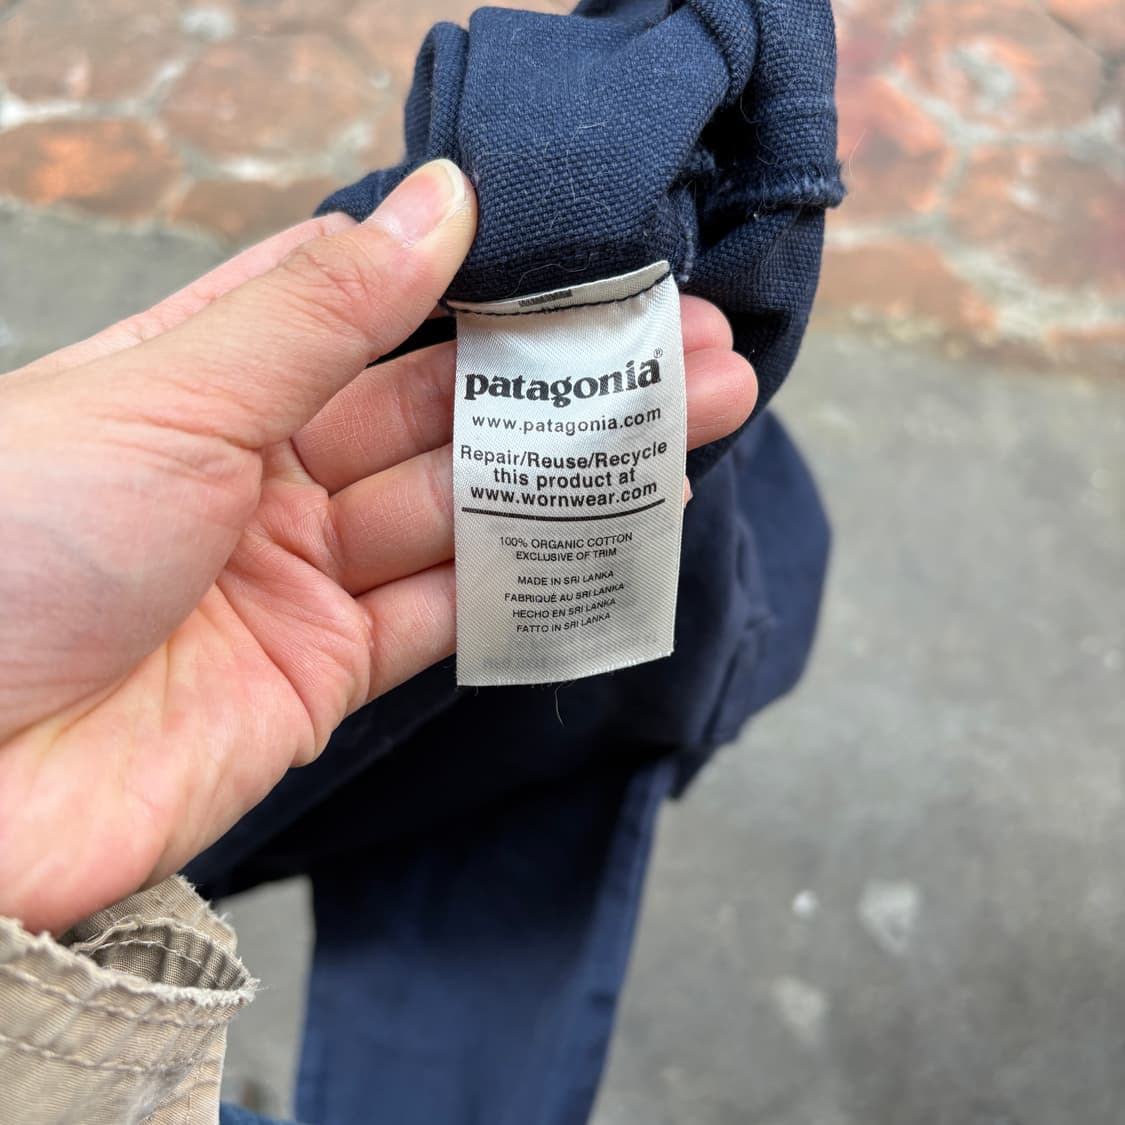 patagonia®
www.patagonia.com
Repair/Reuse/Recycle
this product at
www.wornwear.com
100% ORGANIC COTTON
EXCLUSIVE OF TRIM
MADE IN SRI LANKA
FABRIQUÉ AU SRI LANKA
HECHO EN SRI LANKA
FATTO IN SRI LANKA